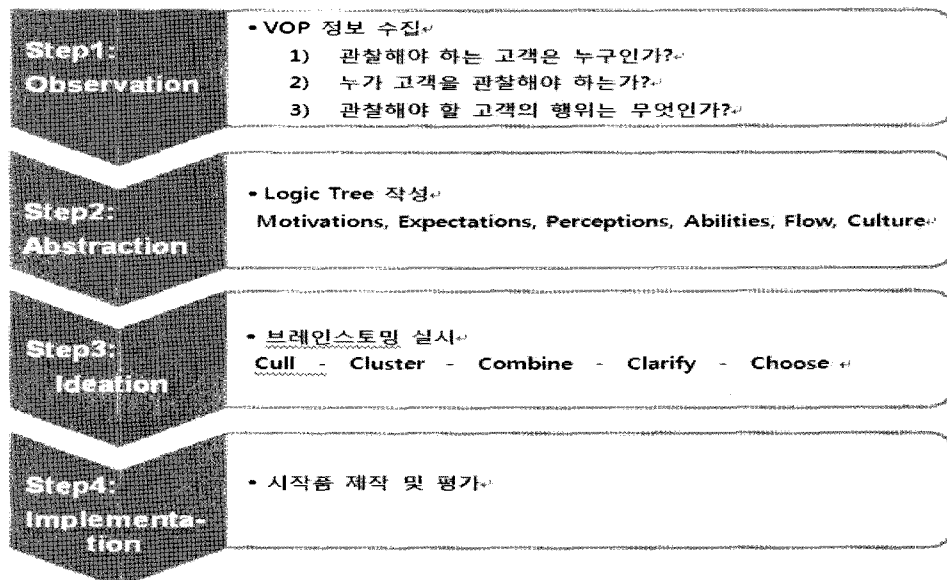 Step1:
Observation
• VOP 정보 수집
1) 관찰해야 하는 고객은 누구인가?
2) 누가 고객을 관찰해야 하는가?
3) 관찰해야 할 고객의 행위는 무엇인가?
Step2:
Abstraction
• Logic Tree 작성
Motivations, Expectations, Perceptions, Abilities, Flow, Culture
Step3:
Ideation
• 브레인스토밍 실시
Cull - Cluster - Combine - Clarify - Choose
Step4:
Implementa-
tion
• 시작품 제작 및 평가